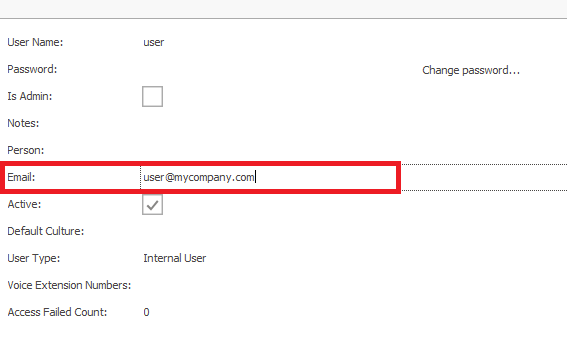 User Name: user
Password: Change password...
Is Admin:
Notes:
Person:
Email: user@mycompany.com
Active:
Default Culture:
User Type: Internal User
Voice Extension Numbers:
Access Failed Count: 0